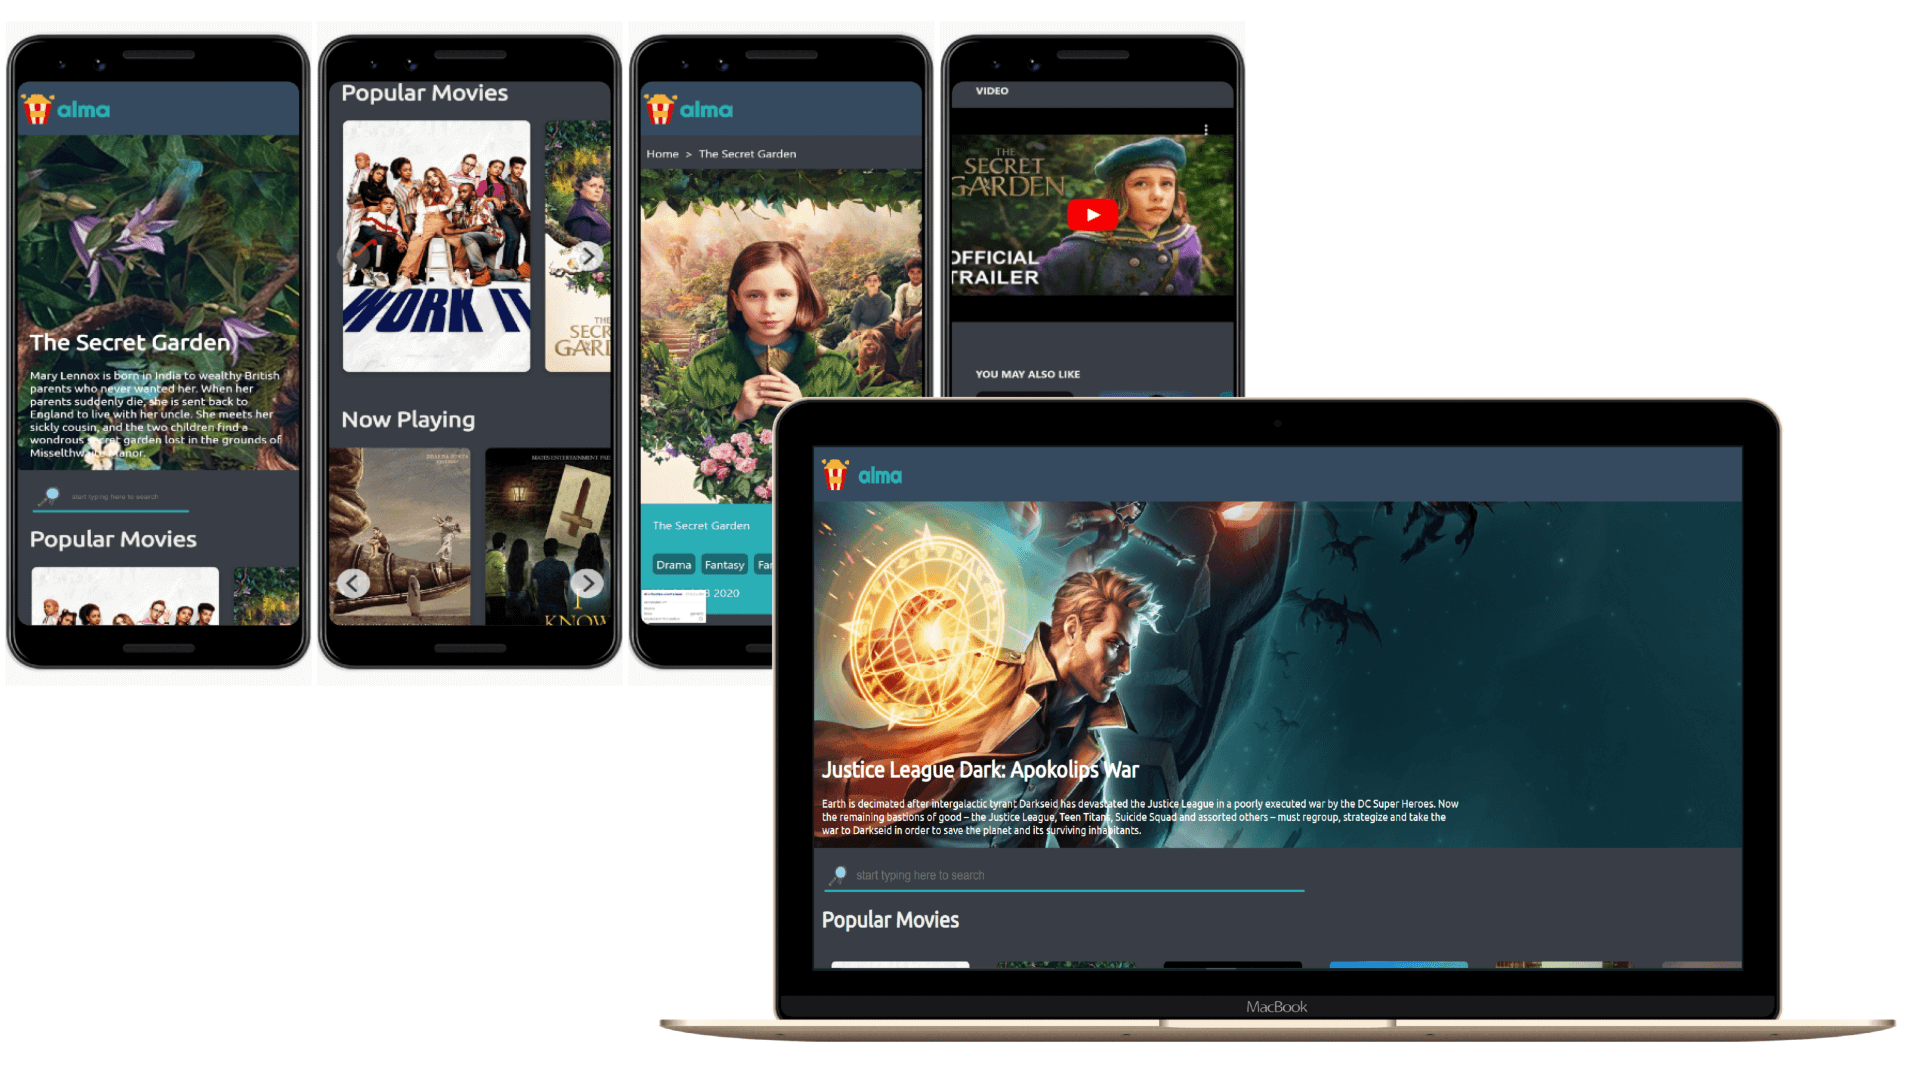 alma
The Secret Garden
Mary Lennox is born in India to wealthy British
parents who never wanted her. When her
parents suddenly die, she is sent back to
England to live with her uncle. She meets her
sickly cousin, and the two children find a
wondrous secret garden lost in the grounds of
Misselthwaite Manor.
start typing here to search
Popular Movies
Popular Movies
WORK IT
THE
SECR
GARD
Now Playing
MAGES ENTERTAINMENT PRE
I
KNOW
alma
Home > The Secret Garden
The Secret Garden
Drama Fantasy
2020
VIDEO
THE
SECRET
GARDEN
OFFICIAL
TRAILER
YOU MAY ALSO LIKE
alma
Justice League Dark: Apokolips War
Earth is decimated after intergalactic tyrant Darkseid has devastated the Justice League in a poorly executed war by the DC Super Heroes. Now
the remaining bastions of good – the Justice League, Teen Titans, Suicide Squad and assorted others – must regroup, strategize and take the
war to Darkseid in order to save the planet and its surviving inhabitants.
start typing here to search
Popular Movies
MacBook